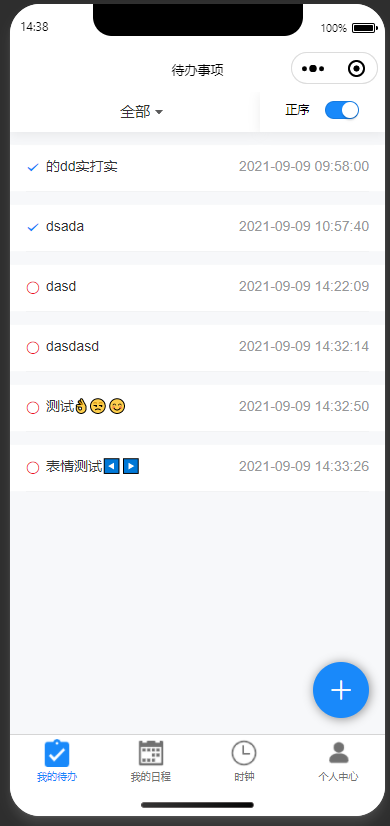 14:38 100%
待办事项
全部 正序
的dd实打实 2021-09-09 09:58:00
dsada 2021-09-09 10:57:40
dasd 2021-09-09 14:22:09
dasdasd 2021-09-09 14:32:14
测试👌😒😊 2021-09-09 14:32:50
表情测试◀️▶️ 2021-09-09 14:33:26
我的待办 我的日程 时钟 个人中心